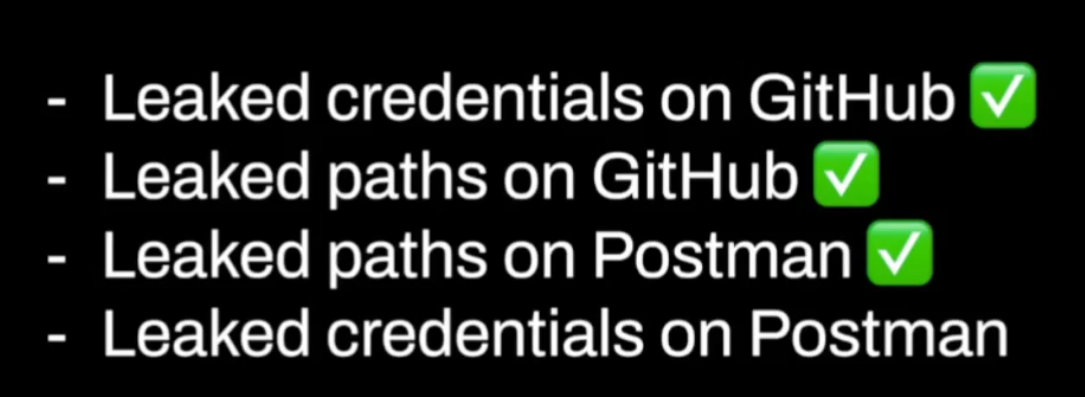 - Leaked credentials on GitHub ✅
- Leaked paths on GitHub ✅
- Leaked paths on Postman ✅
- Leaked credentials on Postman